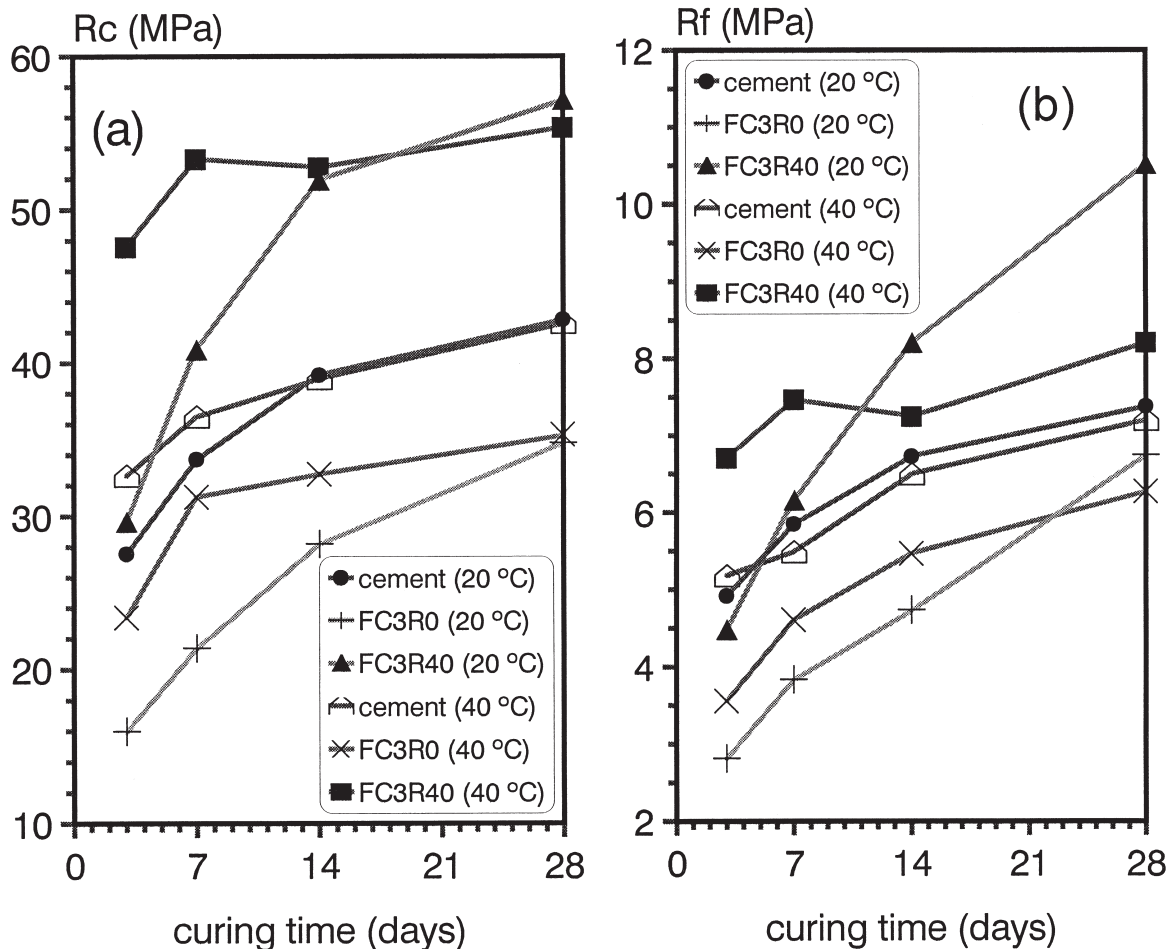 Rc (MPa)
60
50
40
30
20
10
(a)
cement (20 °C)
FC3R0 (20 °C)
FC3R40 (20 °C)
cement (40 °C)
FC3R0 (40 °C)
FC3R40 (40 °C)
0 7 14 21 28
curing time (days)
Rf (MPa)
12
10
8
6
4
2
cement (20 °C)
FC3R0 (20 °C)
FC3R40 (20 °C)
cement (40 °C)
FC3R0 (40 °C)
FC3R40 (40 °C)
(b)
0 7 14 21 28
curing time (days)